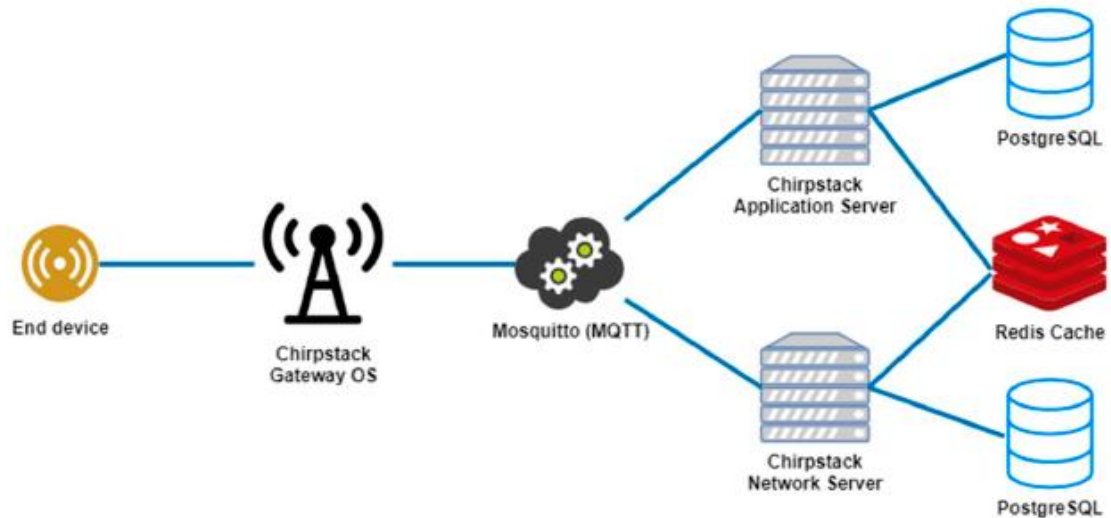 PostgreSQL
Chirpstack
Application Server
End device
Chirpstack
Gateway OS
Mosquitto (MQTT)
Redis Cache
Chirpstack
Network Server
PostgreSQL